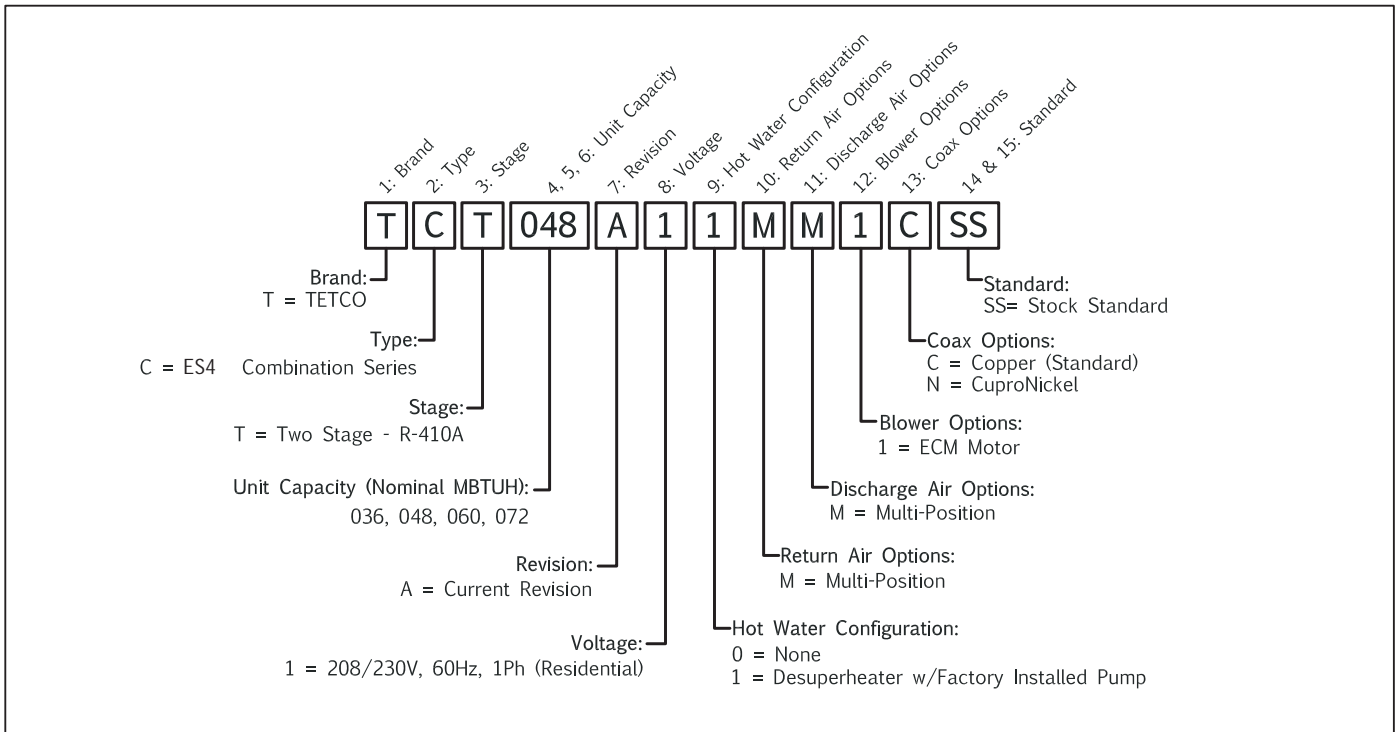 1: Brand
2: Type
3: Stage
4, 5, 6: Unit Capacity
7: Revision
8: Voltage
9: Hot Water Configuration
10: Return Air Options
11: Discharge Air Options
12: Blower Options
13: Coax Options
14 & 15: Standard
T C T 048 A 1 1 M M 1 C SS
Brand:
T = TETCO
Type:
C = ES4 Combination Series
Stage:
T = Two Stage - R-410A
Unit Capacity (Nominal MBTUH):
036, 048, 060, 072
Revision:
A = Current Revision
Voltage:
1 = 208/230V, 60Hz, 1Ph (Residential)
Standard:
SS= Stock Standard
Coax Options:
C = Copper (Standard)
N = CuproNickel
Blower Options:
1 = ECM Motor
Discharge Air Options:
M = Multi-Position
Return Air Options:
M = Multi-Position
Hot Water Configuration:
0 = None
1 = Desuperheater w/Factory Installed Pump